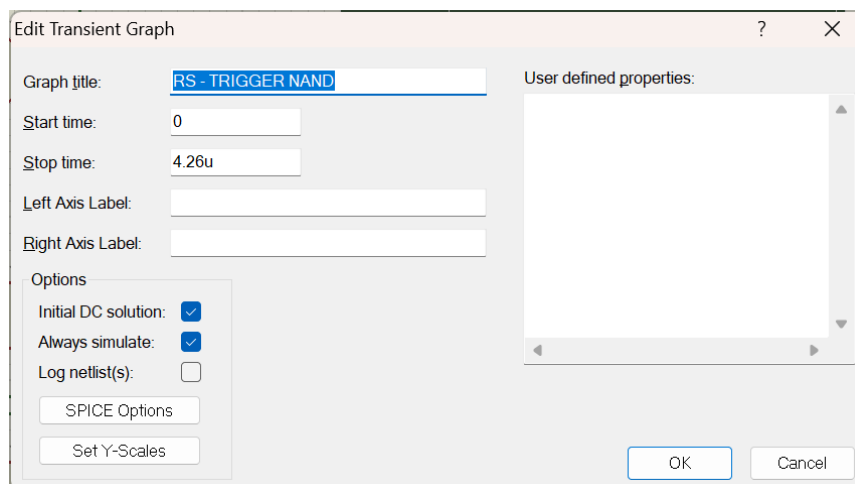 Edit Transient Graph ?
Graph title: RS - TRIGGER NAND
Start time: 0
Stop time: 4.26u
Left Axis Label:
Right Axis Label:
Options
Initial DC solution:
Always simulate:
Log netlist(s):
SPICE Options
Set Y-Scales
User defined properties:
OK Cancel